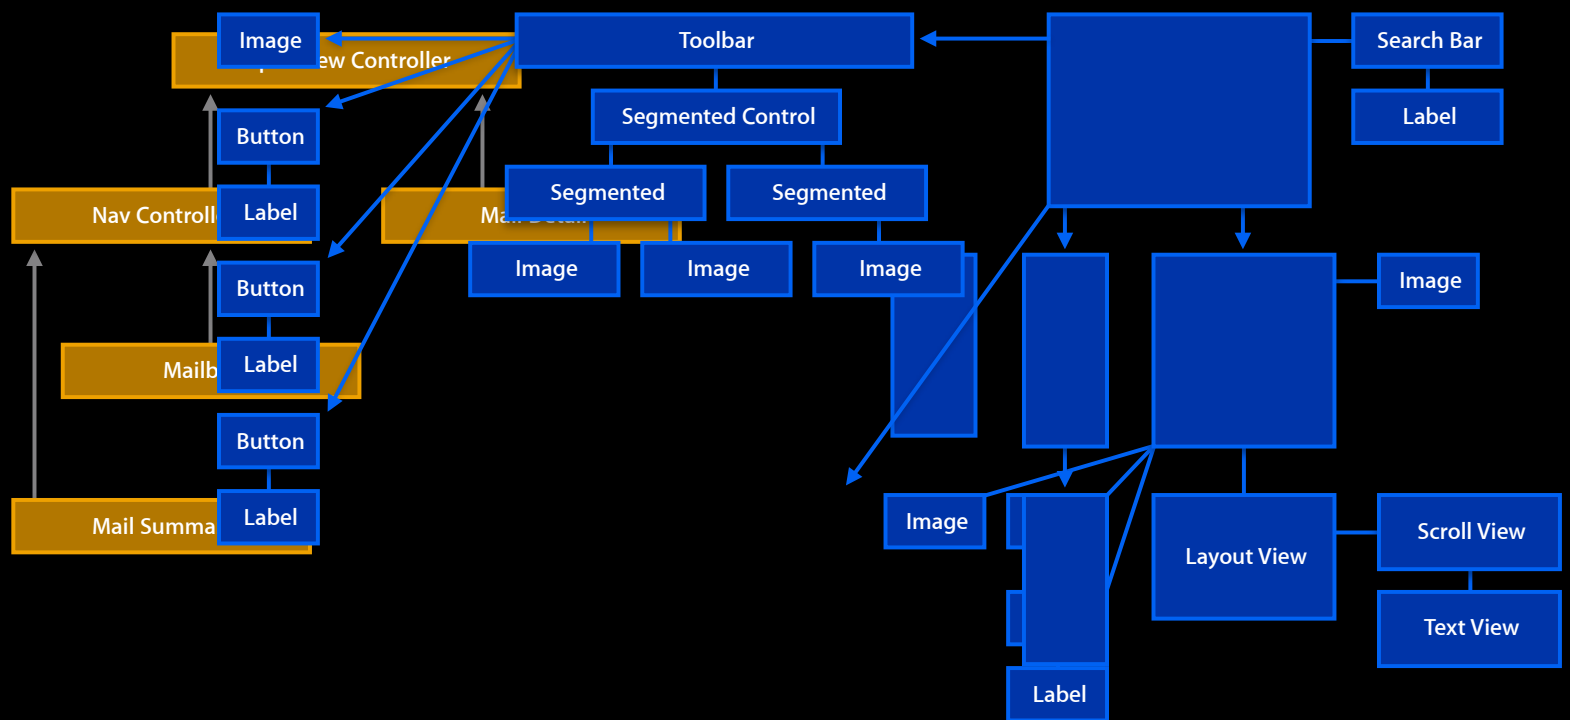 Image
Toolbar
Search Bar
ew Controller
Segmented Control
Label
Button
Segmented
Segmented
Label
Nav Controll
Image
Image
Image
Image
Button
Label
Mailb
Button
Label
Mail Summa
Image
Layout View
Scroll View
Text View
Label